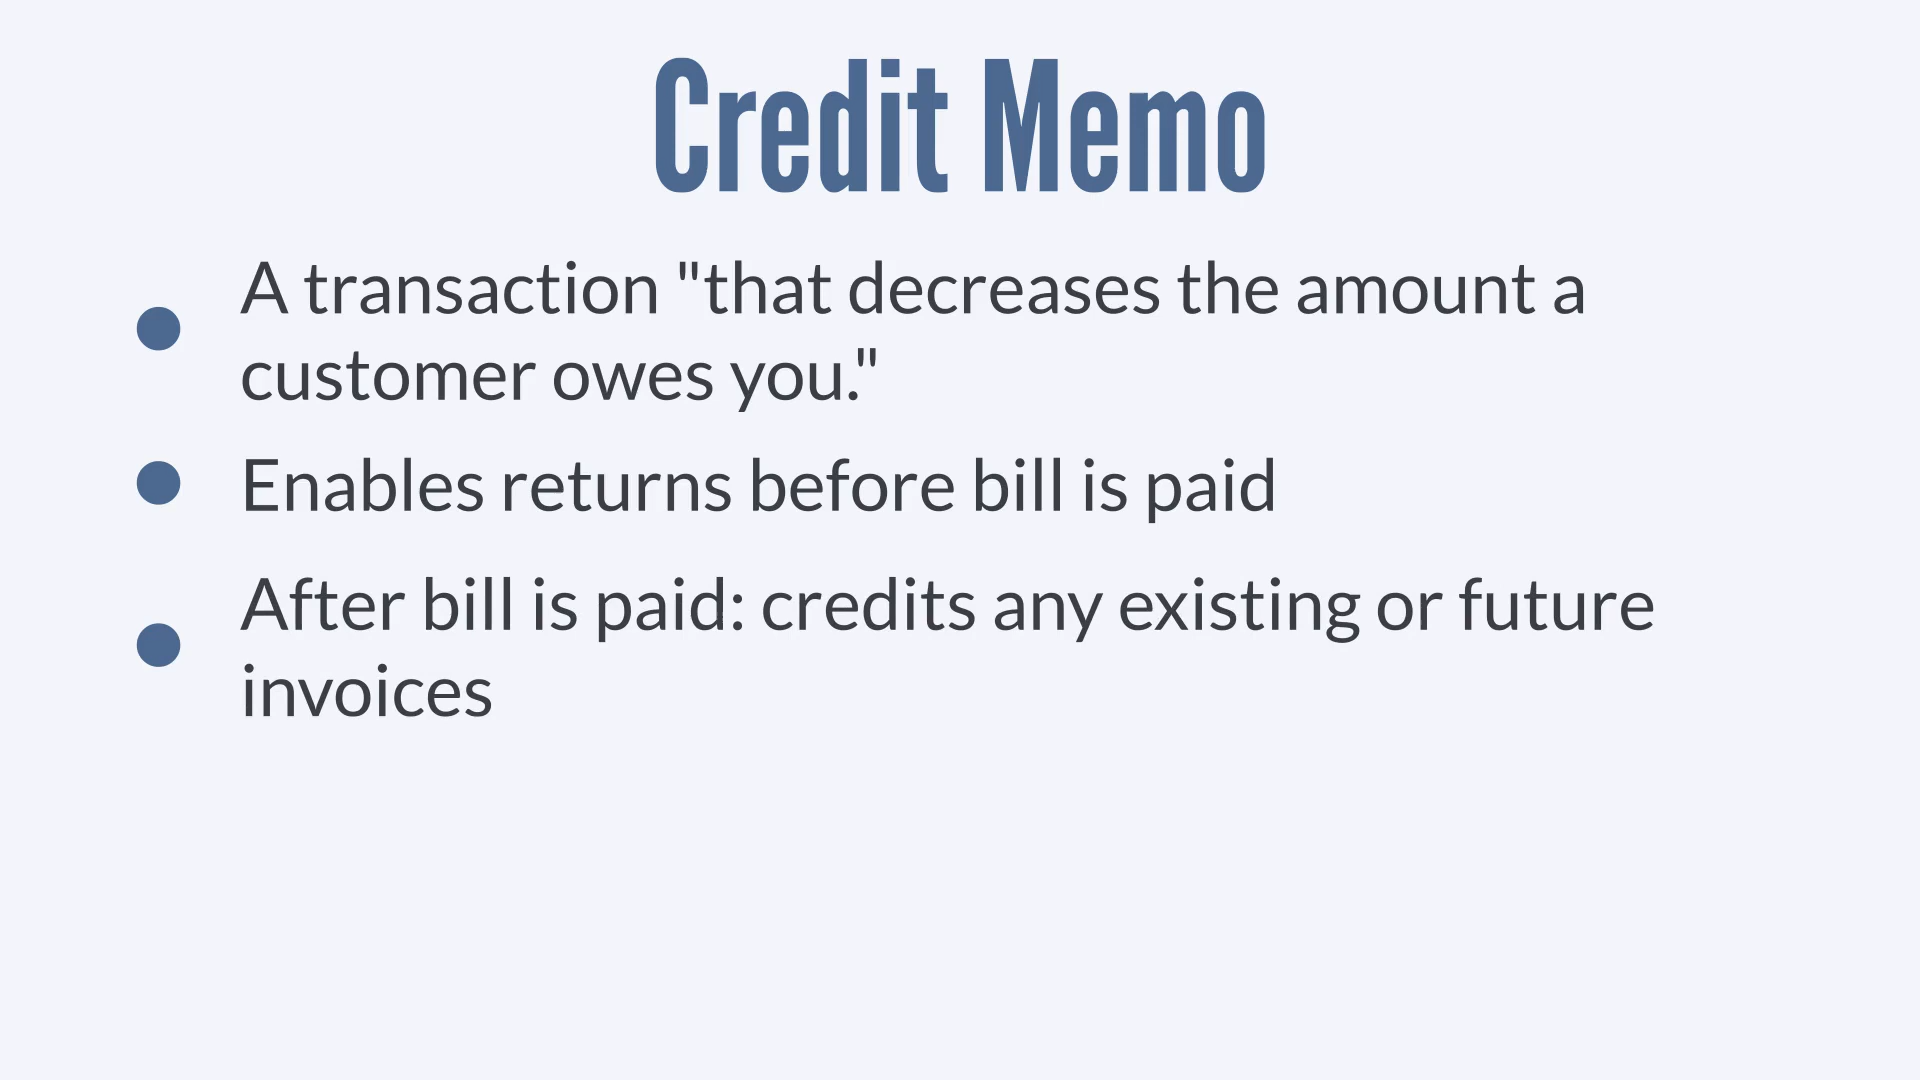 Credit Memo
A transaction "that decreases the amount a
customer owes you."
Enables returns before bill is paid
After bill is paid: credits any existing or future
invoices